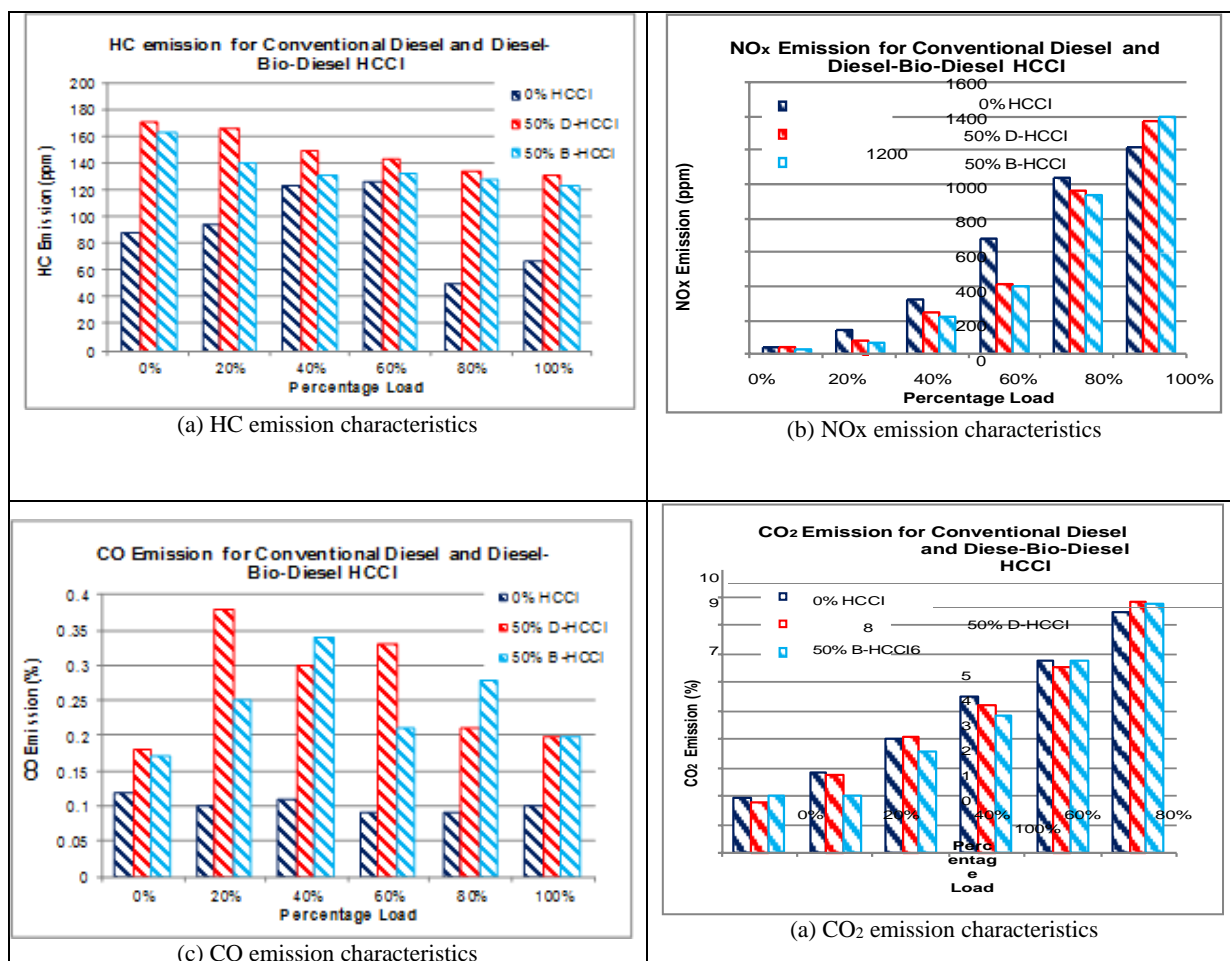 HC emission for Conventional Diesel and Diesel-
Bio-Diesel HCCI
200
180
160
140
120
100
80
60
40
20
0
HC Emission (ppm)
0% HCCI
50% D-HCCI
50% B-HCCI
0%
20%
40%
60%
80%
100%
Percentage Load
(a) HC emission characteristics
NOx Emission for Conventional Diesel and
Diesel-Bio-Diesel HCCI
1600
0% HCCI
1400
50% D-HCCI
1200
50% B-HCCI
1000
800
600
400
200
0
NOx Emission (ppm)
0%
20%
40%
60%
80%
100%
Percentage Load
(b) NOx emission characteristics
CO Emission for Conventional Diesel and Diesel-
Bio-Diesel HCCI
0.4
0.35
0.3
0.25
0.2
0.15
0.1
0.05
0
CO Emission (%)
0% HCCI
50% D-HCCI
50% B-HCCI
0%
20%
40%
60%
80%
100%
Percentage Load
(c) CO emission characteristics
CO2 Emission for Conventional Diesel
and Diese-Bio-Diesel
HCCI
10
9
0% HCCI
8
50% D-HCCI
7
50% B-HCCI6
5
4
3
2
1
0
CO2 Emission (%)
0%
20%
40%
60%
80%
100%
Perc
entag
e
Load
(a) CO2 emission characteristics